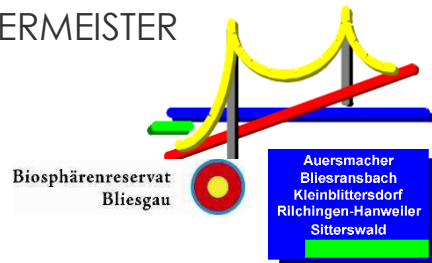 ERMEISTER
Biosphärenreservat
Bliesgau
Auersmacher
Bliesransbach
Kleinblittersdorf
Rilchingen-Hanweiler
Sitterswald